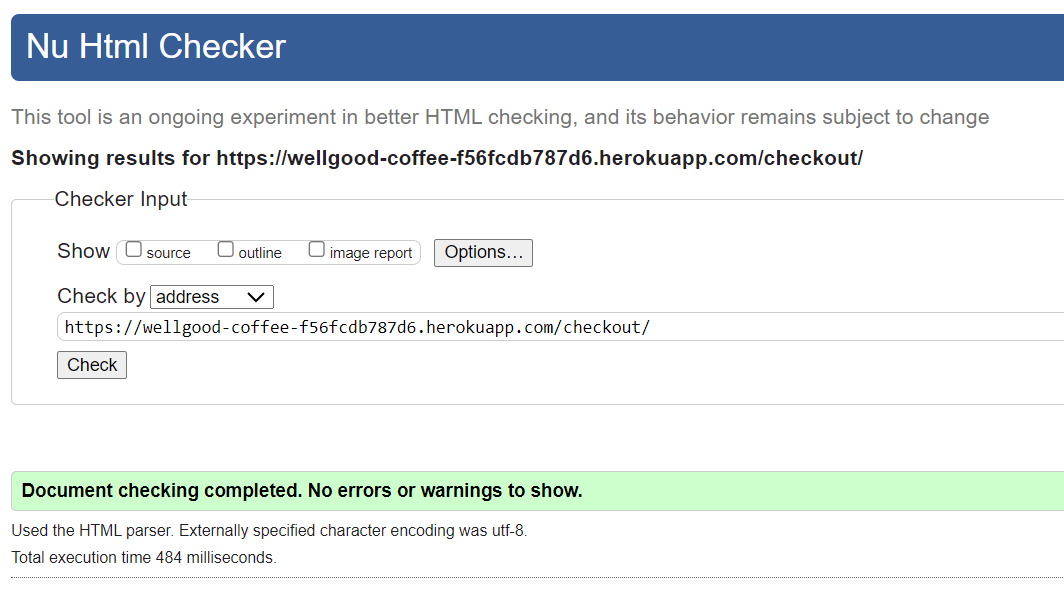 Nu Html Checker
This tool is an ongoing experiment in better HTML checking, and its behavior remains subject to change
Showing results for https://wellgood-coffee-f56fcdb787d6.herokuapp.com/checkout/
Checker Input
Show source outline image report Options...
Check by address
https://wellgood-coffee-f56fcdb787d6.herokuapp.com/checkout/
Check
Document checking completed. No errors or warnings to show.
Used the HTML parser. Externally specified character encoding was utf-8.
Total execution time 484 milliseconds.